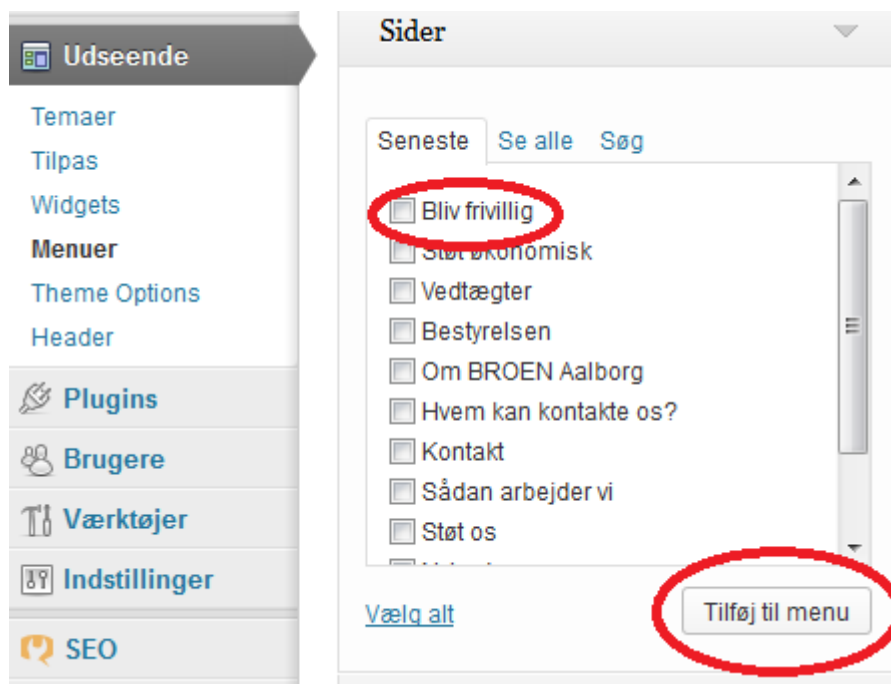 Udseende
Temaer
Tilpas
Widgets
Menuer
Theme Options
Header
Plugins
Brugere
Værktøjer
Indstillinger
SEO
Sider
Seneste Se alle Søg
Bliv frivillig
Støt økonomisk
Vedtægter
Bestyrelsen
Om BROEN Aalborg
Hvem kan kontakte os?
Kontakt
Sådan arbejder vi
Støt os
Vælg alt Tilføj til menu